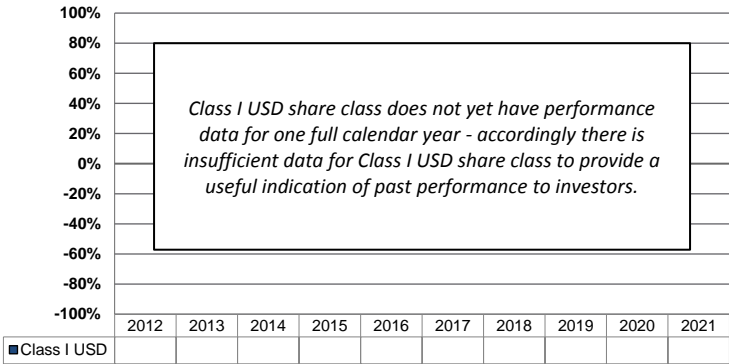 100%
80%
60%
40%
20%
0%
-20%
-40%
-60%
-80%
-100%
Class I USD share class does not yet have performance
data for one full calendar year - accordingly there is
insufficient data for Class I USD share class to provide a
useful indication of past performance to investors.
2012 2013 2014 2015 2016 2017 2018 2019 2020 2021
Class I USD